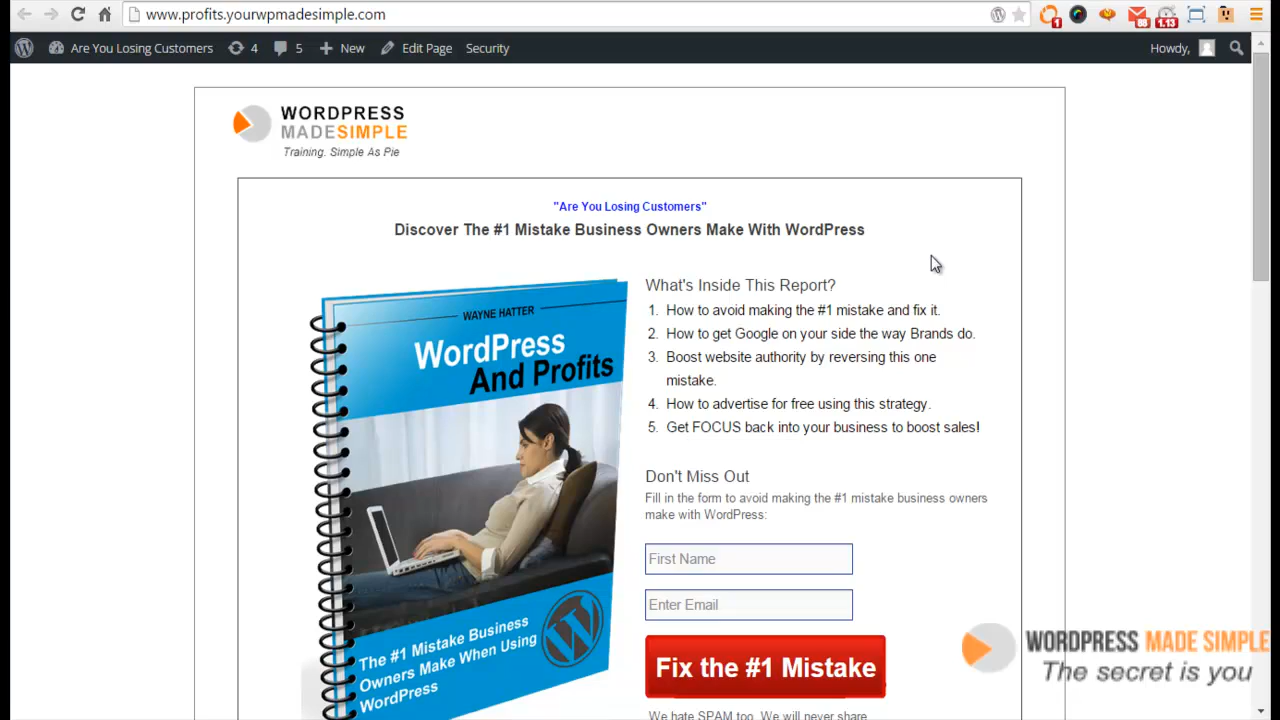 www.profits.yourwpmadesimple.com
1
88
1.13
Are You Losing Customers
4
5
New
Edit Page
Security
Howdy,
WORDPRESS
MADESIMPLE
Training. Simple As Pie
"Are You Losing Customers"
Discover The #1 Mistake Business Owners Make With WordPress
WAYNE HATTER
WordPress
And Profits
The #1 Mistake Business
Owners Make When Using
WordPress
What's Inside This Report?
1. How to avoid making the #1 mistake and fix it.
2. How to get Google on your side the way Brands do.
3. Boost website authority by reversing this one
mistake.
4. How to advertise for free using this strategy.
5. Get FOCUS back into your business to boost sales!
Don't Miss Out
Fill in the form to avoid making the #1 mistake business owners
make with WordPress:
First Name
Enter Email
Fix the #1 Mistake
We hate SPAM too. We will never share
WORDPRESS MADE SIMPLE
The secret is you